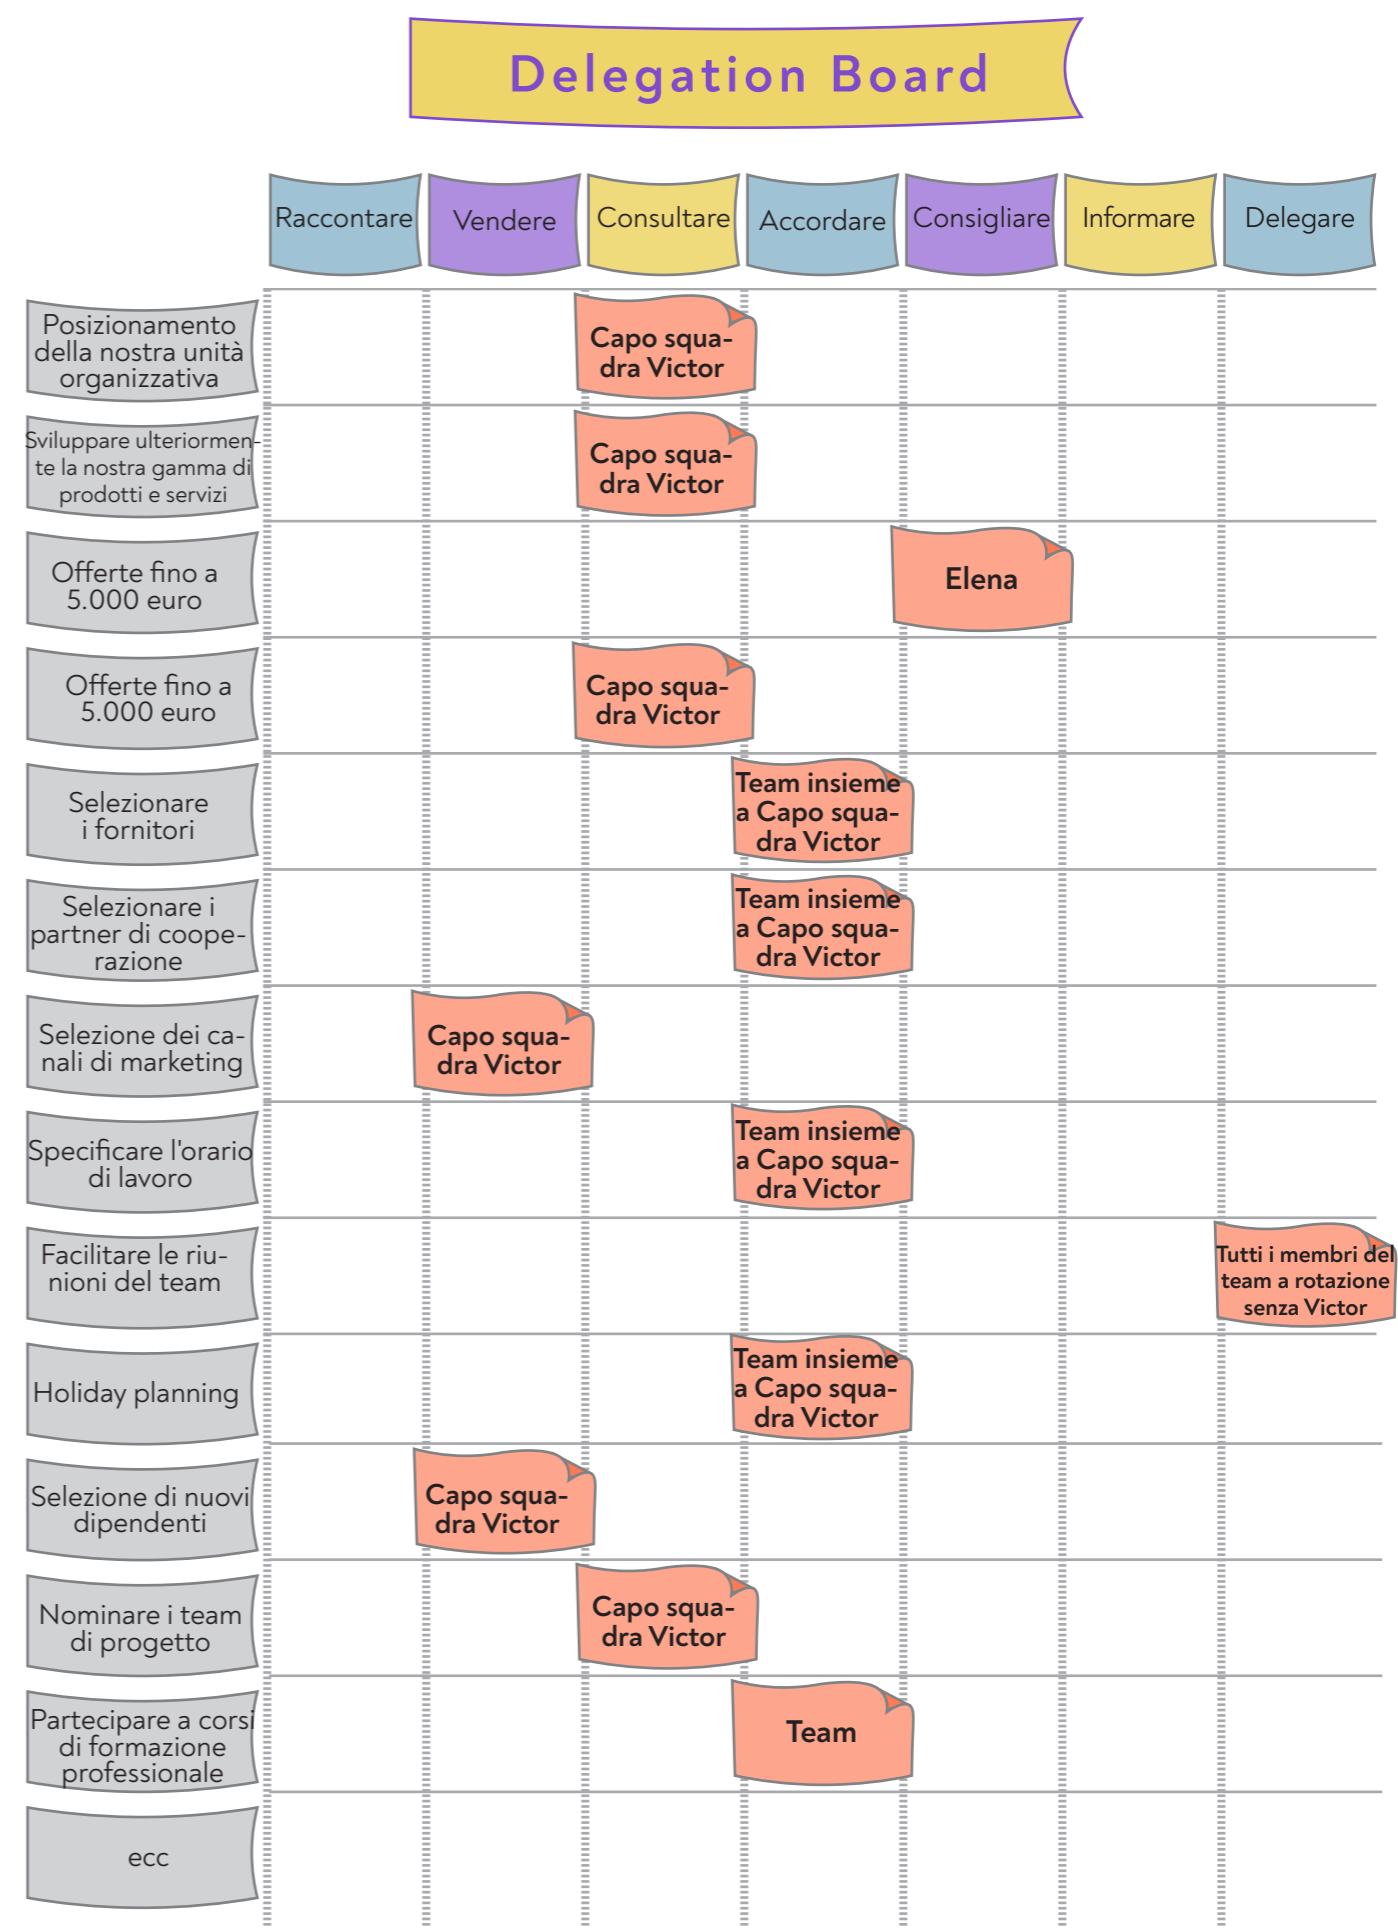 Delegation Board
Raccontare Vendere Consultare Accordare Consigliare Informare Delegare
Posizionamento
della nostra unità
organizzativa
Capo squa-
dra Victor
Sviluppare ulteriormen-
te la nostra gamma di
prodotti e servizi
Capo squa-
dra Victor
Offerte fino a
5.000 euro
Elena
Offerte fino a
5.000 euro
Capo squa-
dra Victor
Selezionare
i fornitori
Team insieme
a Capo squa-
dra Victor
Selezionare i
partner di coope-
razione
Team insieme
a Capo squa-
dra Victor
Selezione dei ca-
nali di marketing
Capo squa-
dra Victor
Specificare l'orario
di lavoro
Team insieme
a Capo squa-
dra Victor
Facilitare le riu-
nioni del team
Tutti i membri del
team a rotazione
senza Victor
Holiday planning
Team insieme
a Capo squa-
dra Victor
Selezione di nuovi
dipendenti
Capo squa-
dra Victor
Nominare i team
di progetto
Capo squa-
dra Victor
Partecipare a corsi
di formazione
professionale
Team
ecc